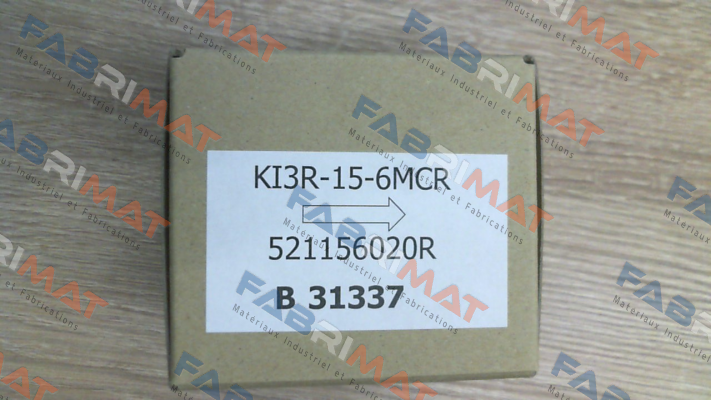 KI3R-15-6MCR
521156020R
B 31337
FABRIMAT
Matériaux Industriel et Fabrications